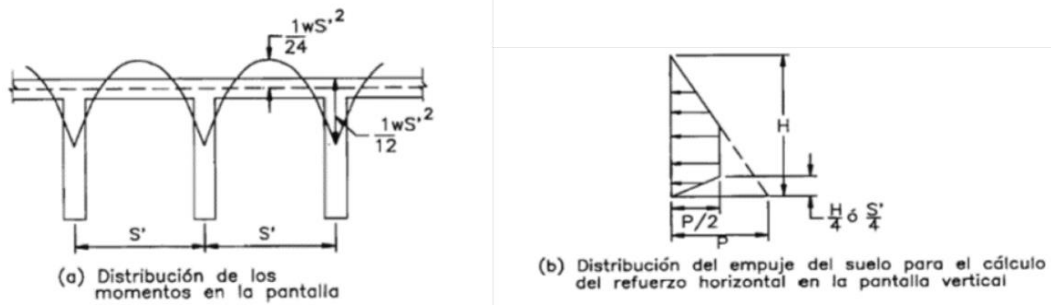 1wS'²
24
1wS'²
12
S'
S'
(a) Distribución de los
momentos en la pantalla
H
H/4 ó S'/4
P/2
P
(b) Distribución del empuje del suelo para el cálculo
del refuerzo horizontal en la pantalla vertical